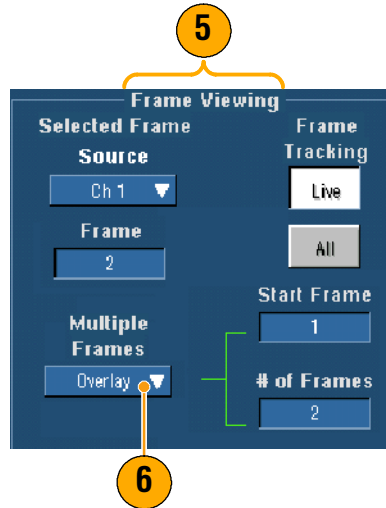 5
Frame Viewing
Selected Frame
Source
Ch 1
Frame
2
Multiple
Frames
Overlay
Frame
Tracking
Live
All
Start Frame
1
# of Frames
2
6